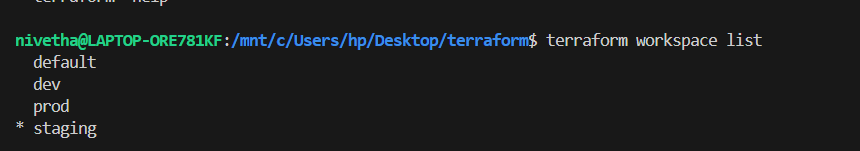 nivetha@LAPTOP-ORE781KF:/mnt/c/Users/hp/Desktop/terraform$ terraform workspace list
  default
  dev
  prod
* staging